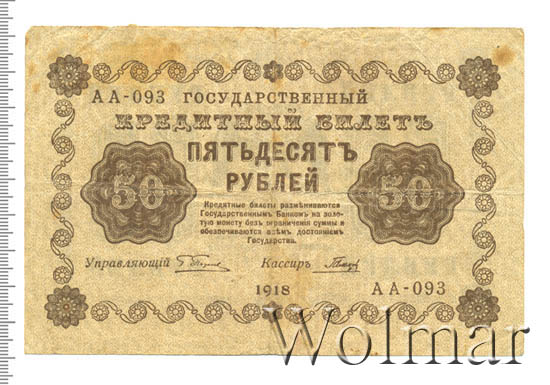 АА-093 ГОСУДАРСТВЕННЫЙ
КРЕДИТНЫЙ БИЛЕТЪ
ПЯТЬДЕСЯТЪ
РУБЛЕЙ
50
50
Кредитные билеты размѣниваются
Государственнымъ Банкомъ на золо-
тую монету безъ ограниченія суммы и
обезпечиваются всѣмъ достояніемъ
Государства.
Управляющій
Кассиръ
1918
АА-093
Wolmar